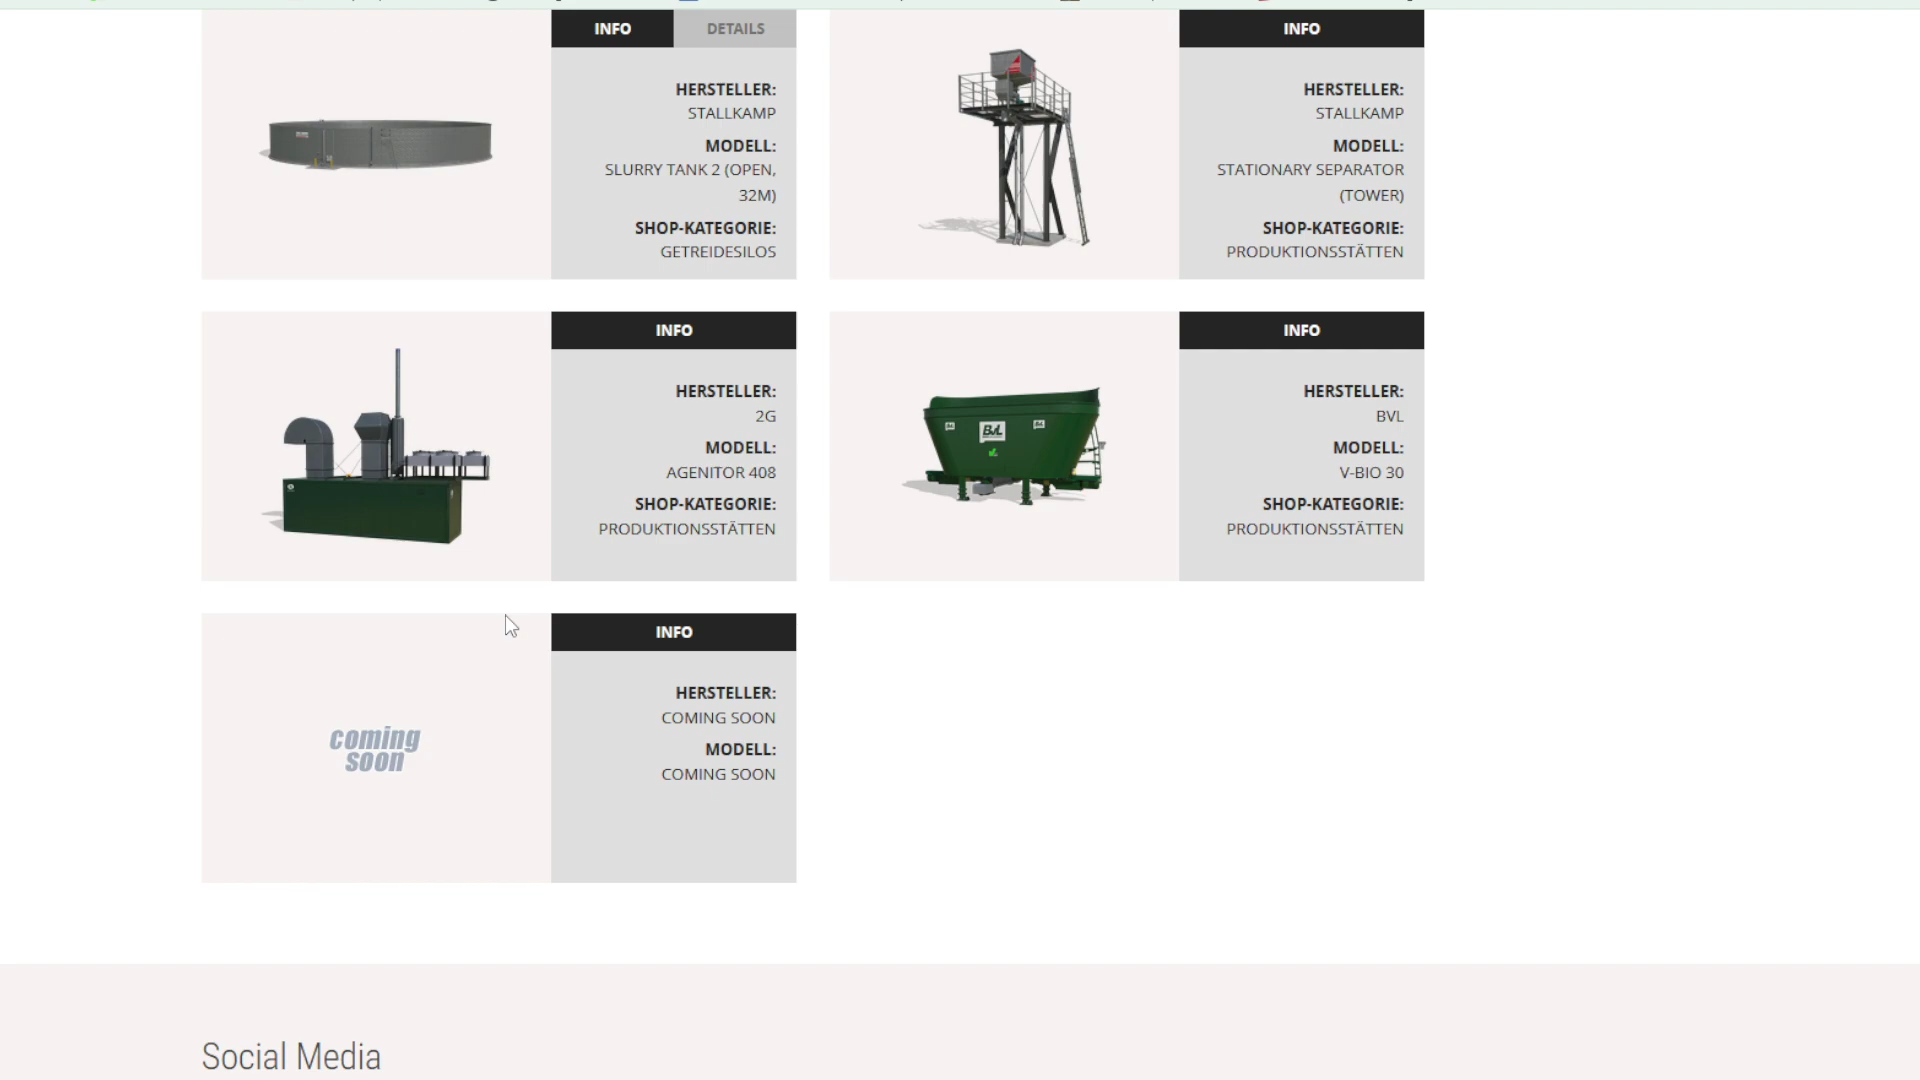 INFO
DETAILS
HERSTELLER:
STALLKAMP
MODELL:
SLURRY TANK 2 (OPEN,
32M)
SHOP-KATEGORIE:
GETREIDESILOS
INFO
HERSTELLER:
STALLKAMP
MODELL:
STATIONARY SEPARATOR
(TOWER)
SHOP-KATEGORIE:
PRODUKTIONSSTÄTTEN
INFO
HERSTELLER:
2G
MODELL:
AGENITOR 408
SHOP-KATEGORIE:
PRODUKTIONSSTÄTTEN
BvL
INFO
HERSTELLER:
BVL
MODELL:
V-BIO 30
SHOP-KATEGORIE:
PRODUKTIONSSTÄTTEN
coming
soon
INFO
HERSTELLER:
COMING SOON
MODELL:
COMING SOON
Social Media